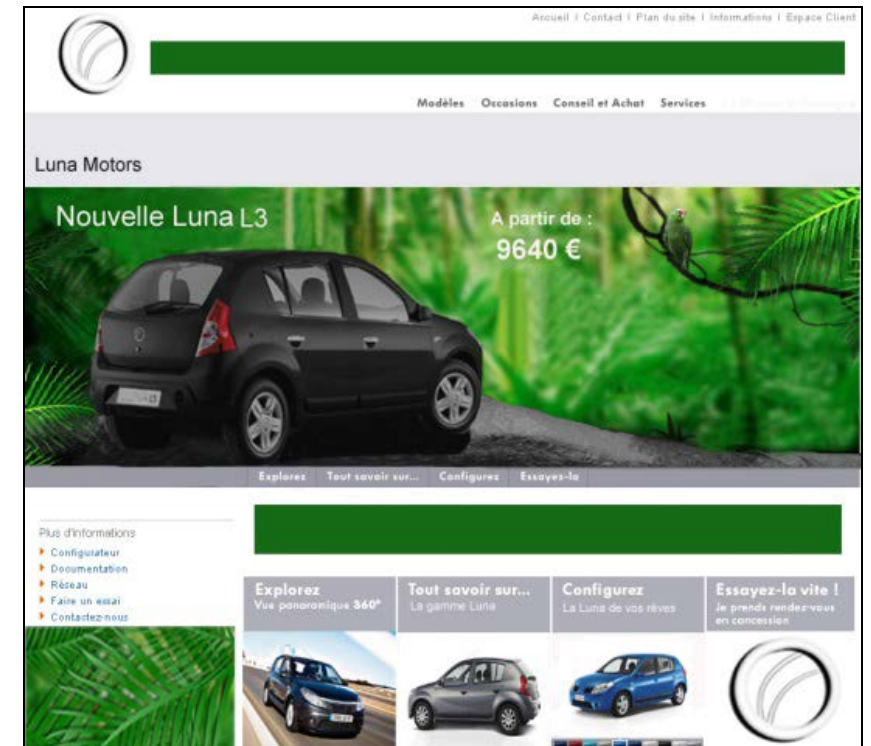 Accueil I Contact I Plan du site I Informations I Espace Client
Modèles Occasions Conseil et Achat Services
Luna Motors
Nouvelle Luna L3
A partir de :
9640 €
Explorez Tout savoir sur... Configurez Essayes-la
Plus d'informations
Configurateur
Documentation
Réseau
Faire un essai
Contactez-nous
Explorez
Vue panoramique 360°
Tout savoir sur...
La gamme Luna
Configurez
La Luna de vos rêves
Essayez-la vite !
Je prends rendez-vous
en concession